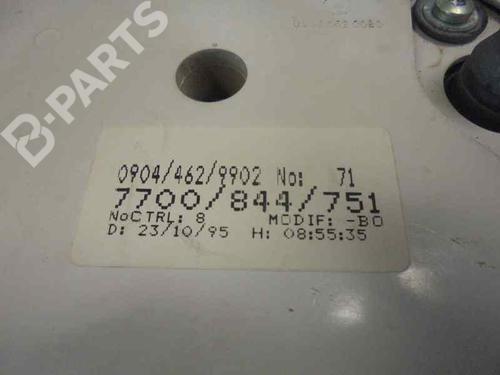 B-PARTS
0904/462/9902 No: 71
7700/844/751
NoCTRL: 8 MODIF: -B0
D: 23/10/95 H: 08:55:35